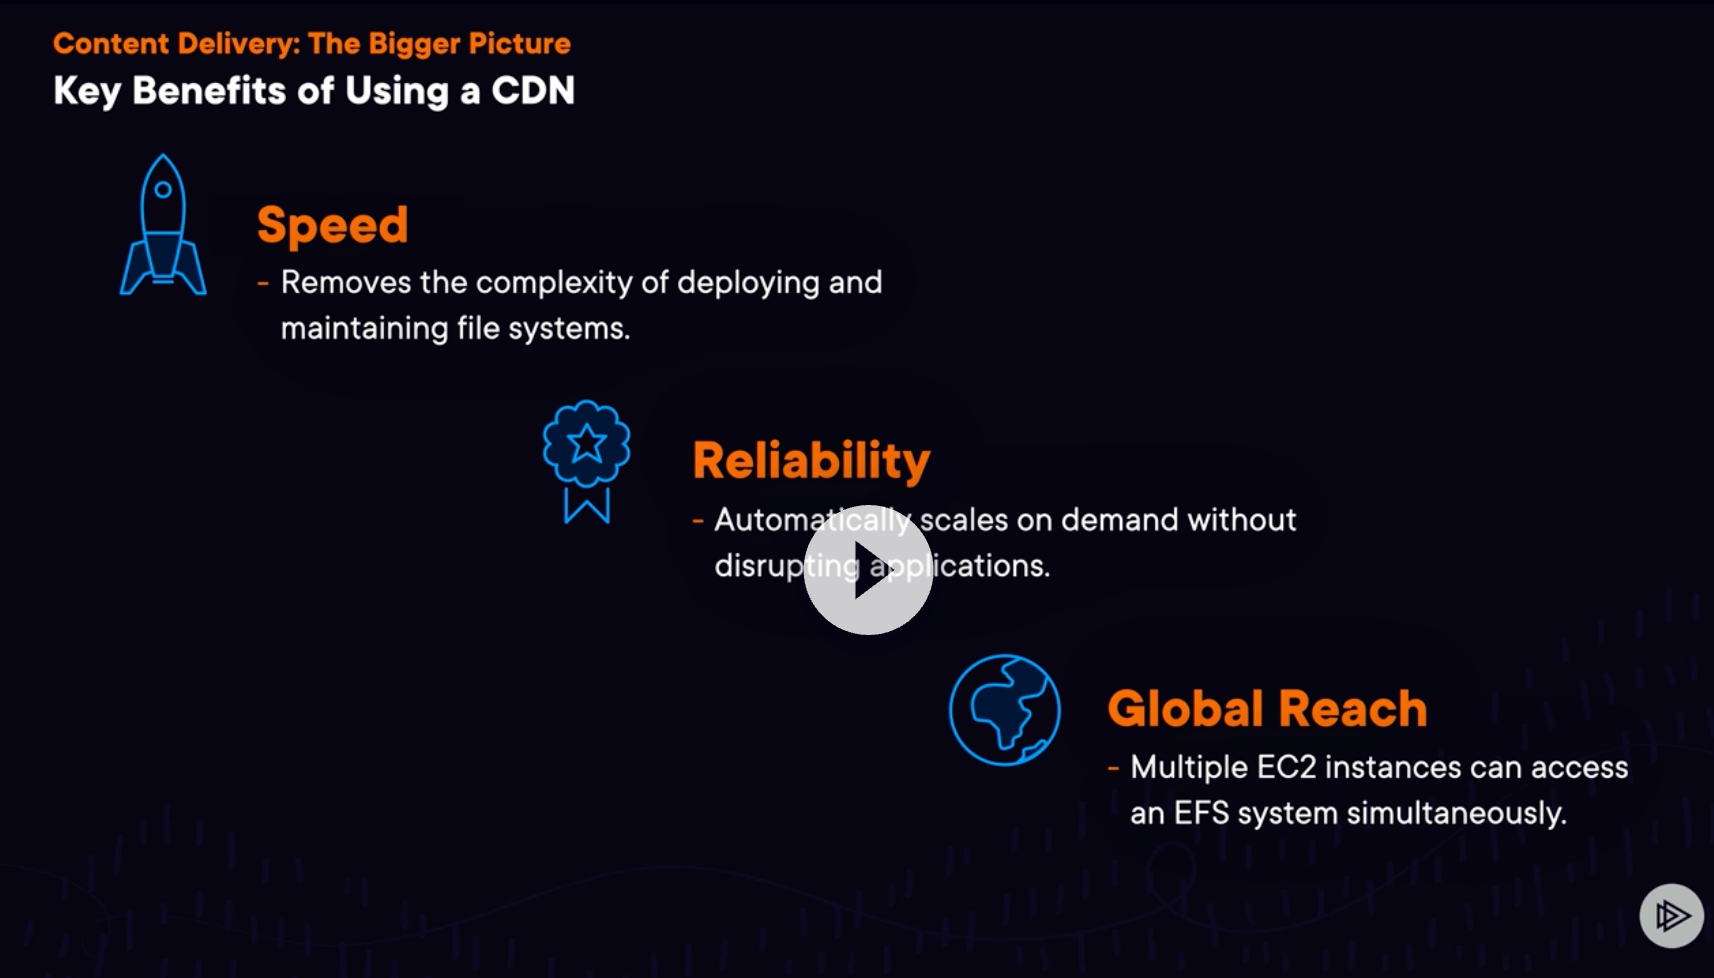 Content Delivery: The Bigger Picture
Key Benefits of Using a CDN
Speed
- Removes the complexity of deploying and
maintaining file systems.
Reliability
- Automatically scales on demand without
disrupting applications.
Global Reach
- Multiple EC2 instances can access
an EFS system simultaneously.